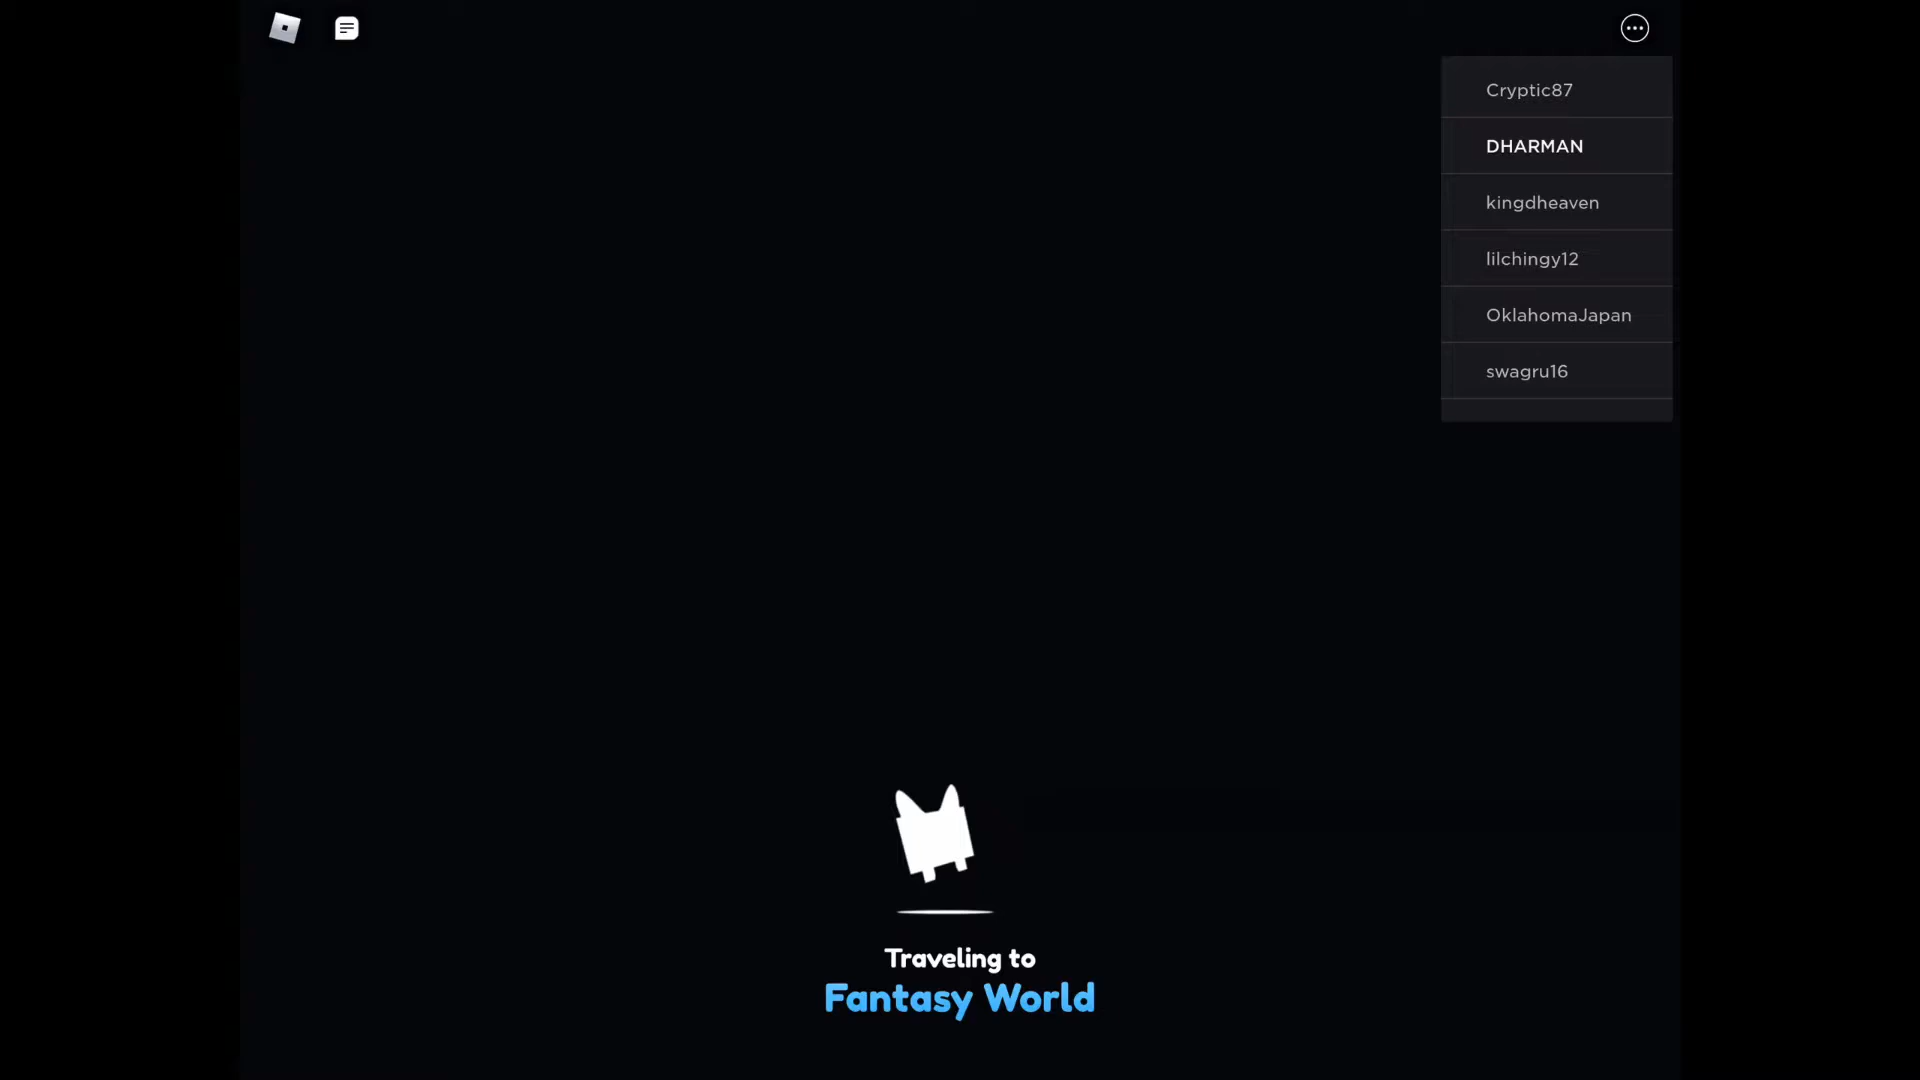 Cryptic87
DHARMAN
kingdheaven
lilchingy12
OklahomaJapan
swagru16
Traveling to
Fantasy World